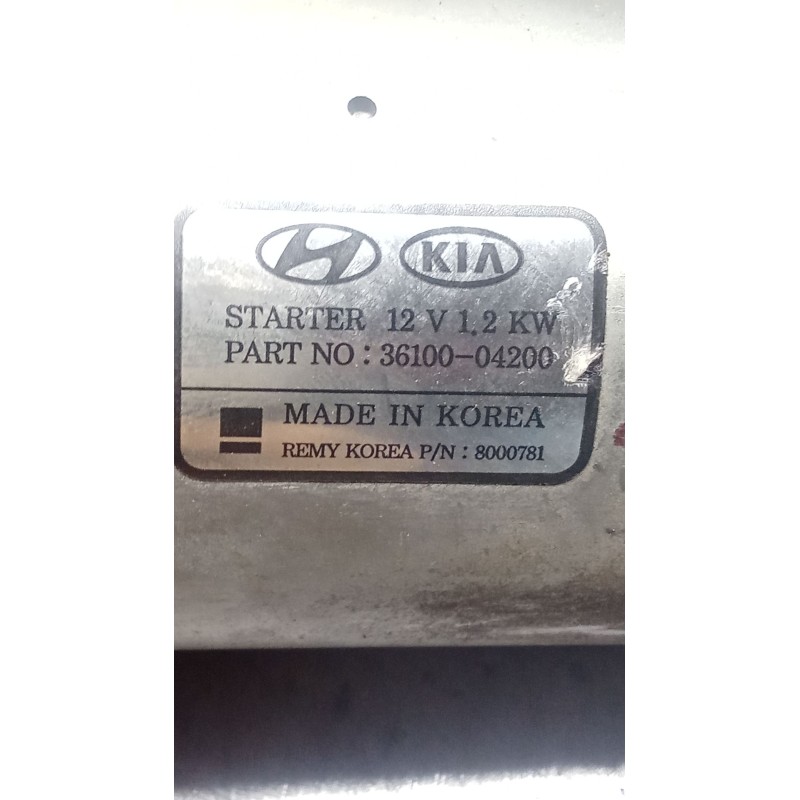 KIA
STARTER 12 V 1.2 KW
PART NO : 36100-04200
MADE IN KOREA
REMY KOREA P/N : 8000781